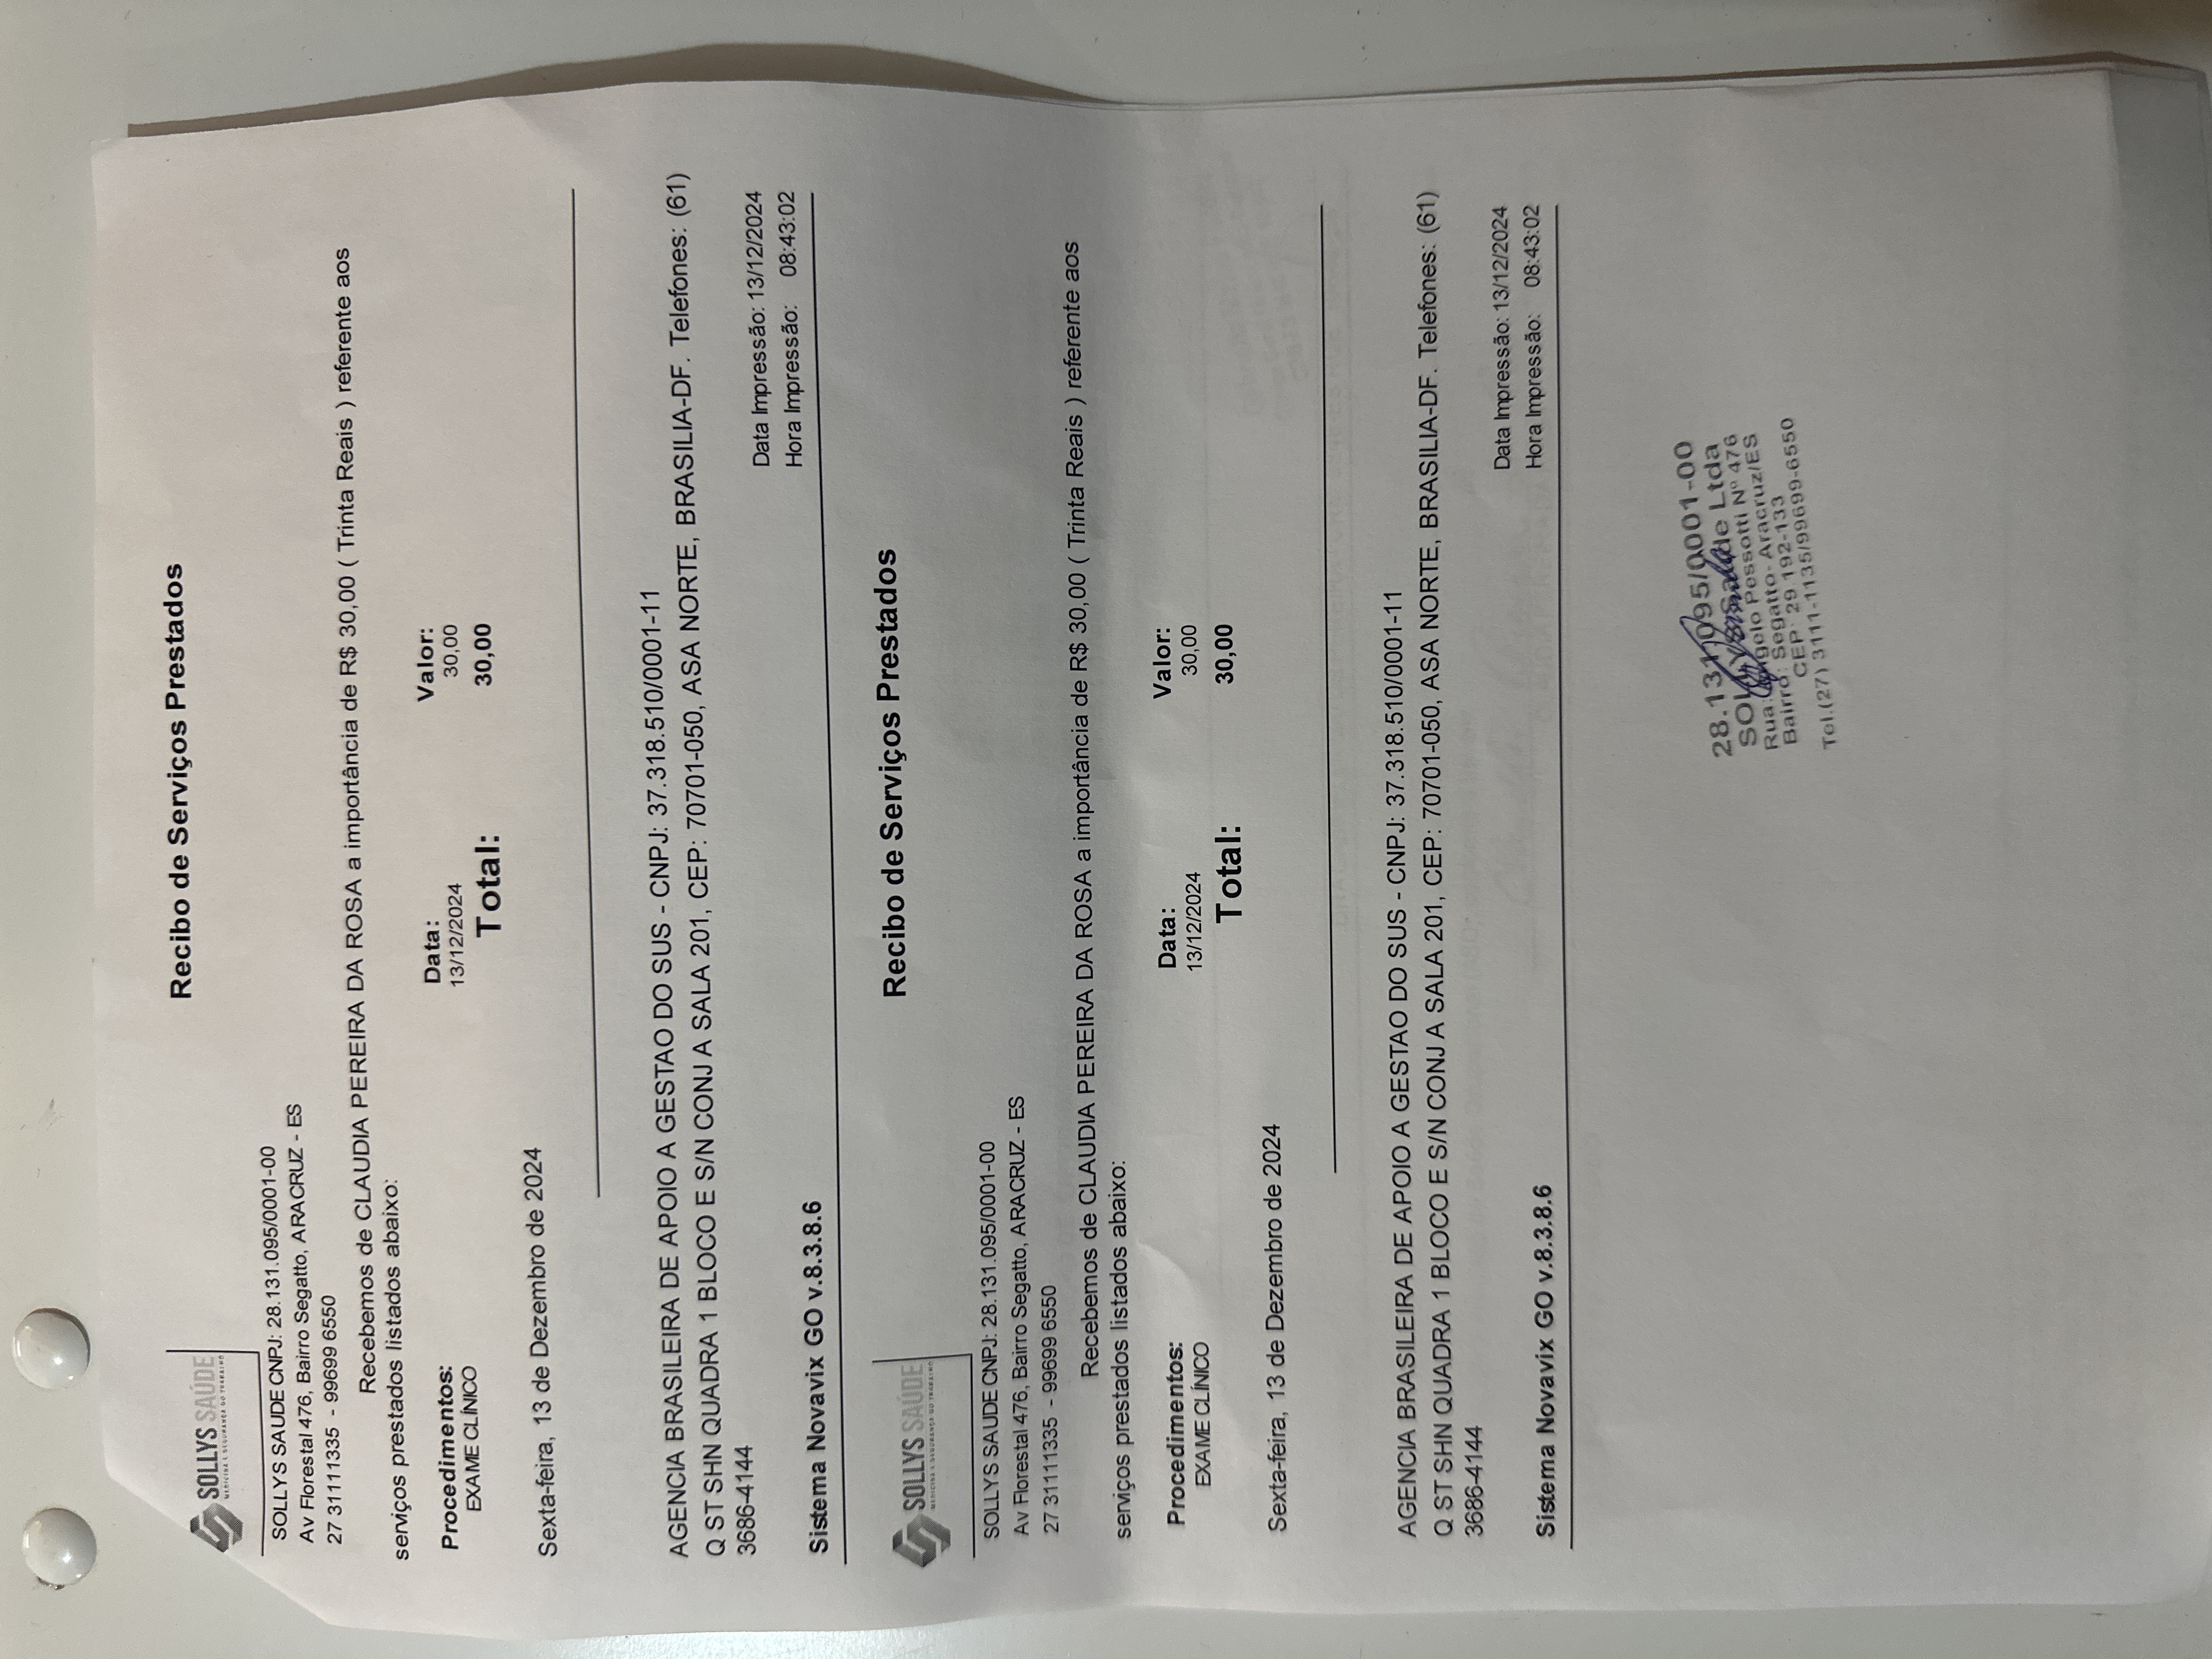 Recibo de Serviços Prestados
SOLLYS SAÚDE
MEDICINA E SEGURANÇA DO TRABALHO
SOLLYS SAUDE CNPJ: 28.131.095/0001-00
Av Florestal 476, Bairro Segatto, ARACRUZ - ES
27 31111335 - 99699 6550
Recebemos de CLAUDIA PEREIRA DA ROSA a importância de R$ 30,00 ( Trinta Reais ) referente aos
serviços prestados listados abaixo:
Procedimentos: Data: Valor:
EXAME CLÍNICO 13/12/2024 30,00
Total: 30,00
Sexta-feira, 13 de Dezembro de 2024
AGENCIA BRASILEIRA DE APOIO A GESTAO DO SUS - CNPJ: 37.318.510/0001-11
Q ST SHN QUADRA 1 BLOCO E S/N CONJ A SALA 201, CEP: 70701-050, ASA NORTE, BRASILIA-DF. Telefones: (61)
3686-4144
Data Impressão: 13/12/2024
Hora Impressão: 08:43:02
Sistema Novavix GO v.8.3.8.6
Recibo de Serviços Prestados
SOLLYS SAÚDE
MEDICINA E SEGURANÇA DO TRABALHO
SOLLYS SAUDE CNPJ: 28.131.095/0001-00
Av Florestal 476, Bairro Segatto, ARACRUZ - ES
27 31111335 - 99699 6550
Recebemos de CLAUDIA PEREIRA DA ROSA a importância de R$ 30,00 ( Trinta Reais ) referente aos
serviços prestados listados abaixo:
Procedimentos: Data: Valor:
EXAME CLÍNICO 13/12/2024 30,00
Total: 30,00
Sexta-feira, 13 de Dezembro de 2024
AGENCIA BRASILEIRA DE APOIO A GESTAO DO SUS - CNPJ: 37.318.510/0001-11
Q ST SHN QUADRA 1 BLOCO E S/N CONJ A SALA 201, CEP: 70701-050, ASA NORTE, BRASILIA-DF. Telefones: (61)
3686-4144
Data Impressão: 13/12/2024
Hora Impressão: 08:43:02
Sistema Novavix GO v.8.3.8.6
28.131.095/0001-00
SOLLYS Saúde Ltda
Rua: Angelo Pessotti Nº 476
Bairro: Segatto- Aracruz/ES
CEP: 29.192-133
Tel.(27) 3111-1135/99699-6550